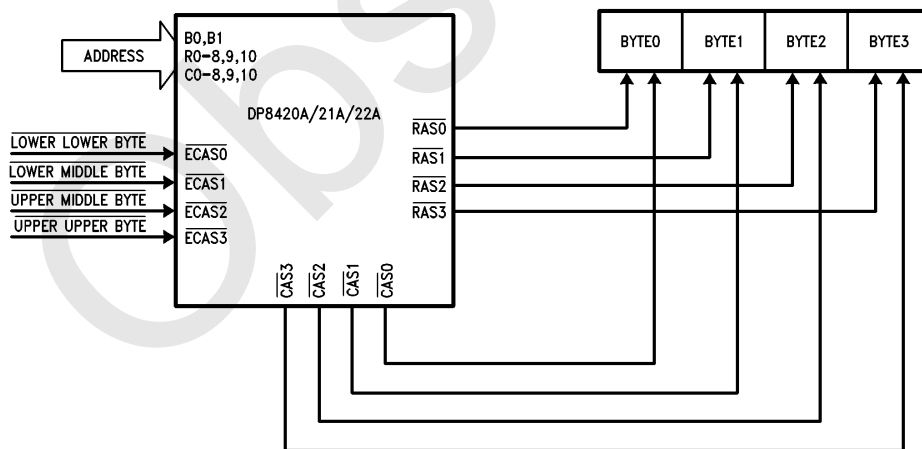 ADDRESS
B0,B1
R0-8,9,10
C0-8,9,10
DP8420A/21A/22A
LOWER LOWER BYTE
LOWER MIDDLE BYTE
UPPER MIDDLE BYTE
UPPER UPPER BYTE
ECAS0
ECAS1
ECAS2
ECAS3
RAS0
RAS1
RAS2
RAS3
CAS3
CAS2
CAS1
CAS0
BYTE0
BYTE1
BYTE2
BYTE3
Obs